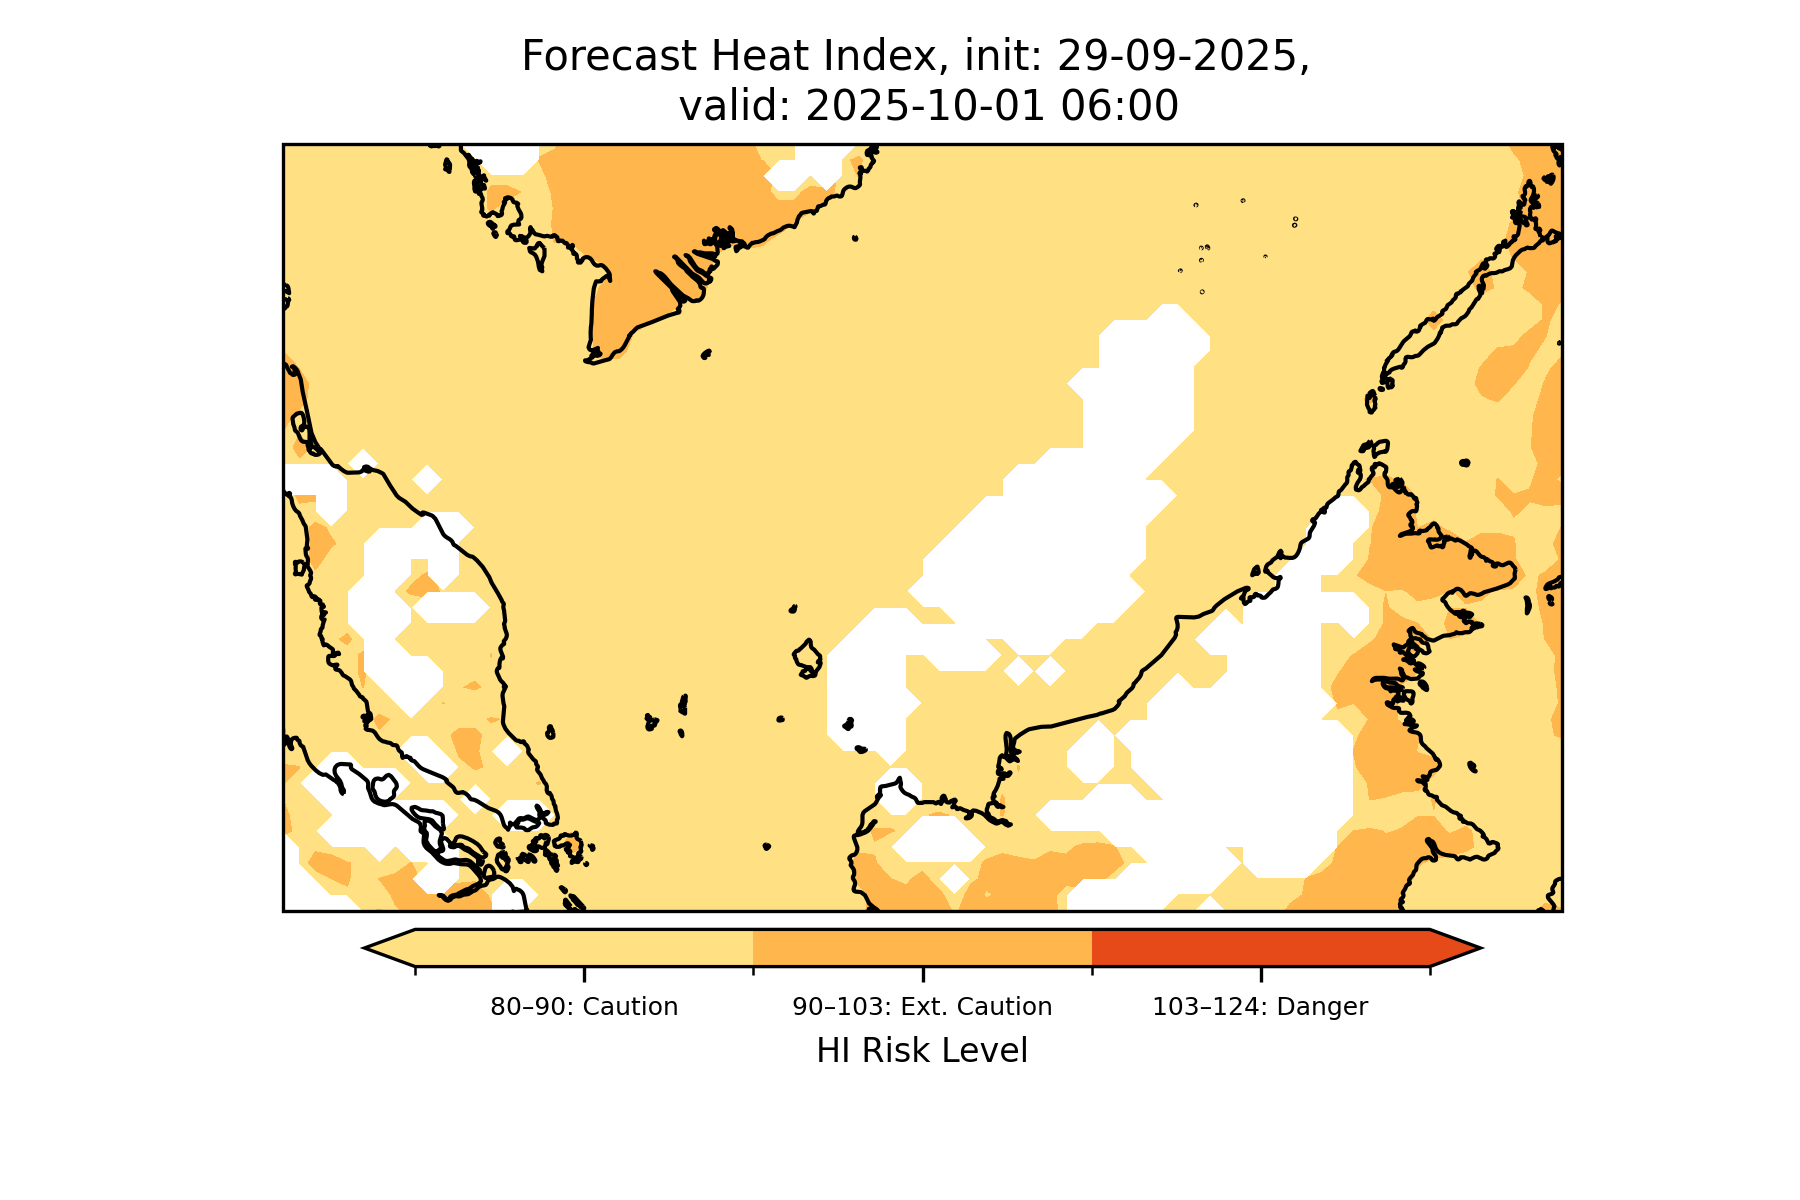 Forecast Heat Index, init: 29-09-2025,
valid: 2025-10-01 06:00
80–90: Caution
90–103: Ext. Caution
103–124: Danger
HI Risk Level